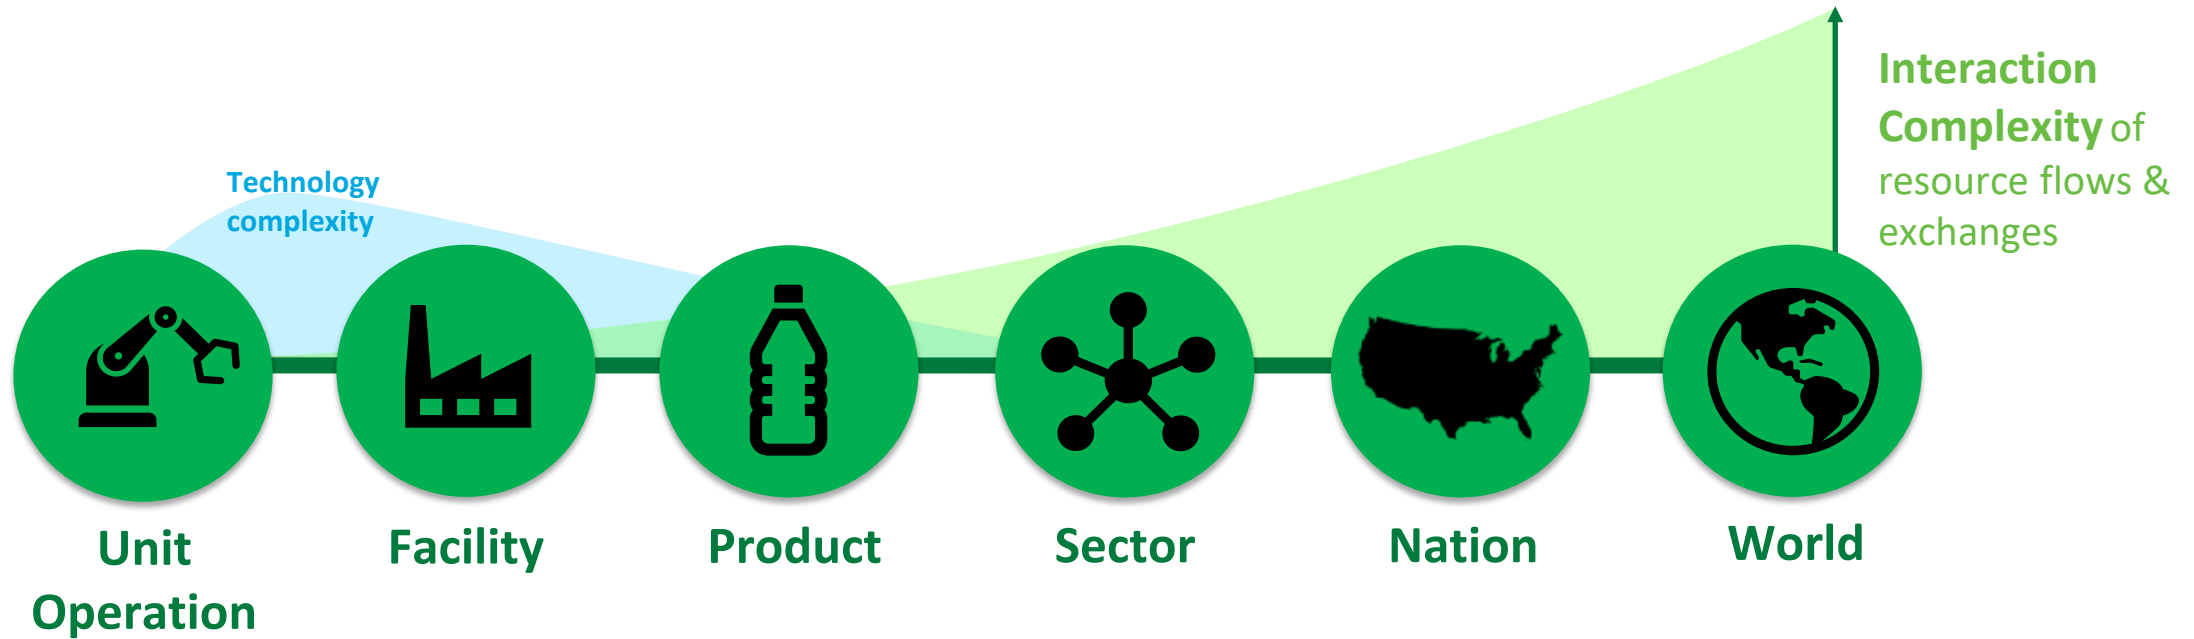 Technology
complexity
Interaction
Complexity of
resource flows &
exchanges
Unit
Operation
Facility
Product
Sector
Nation
World